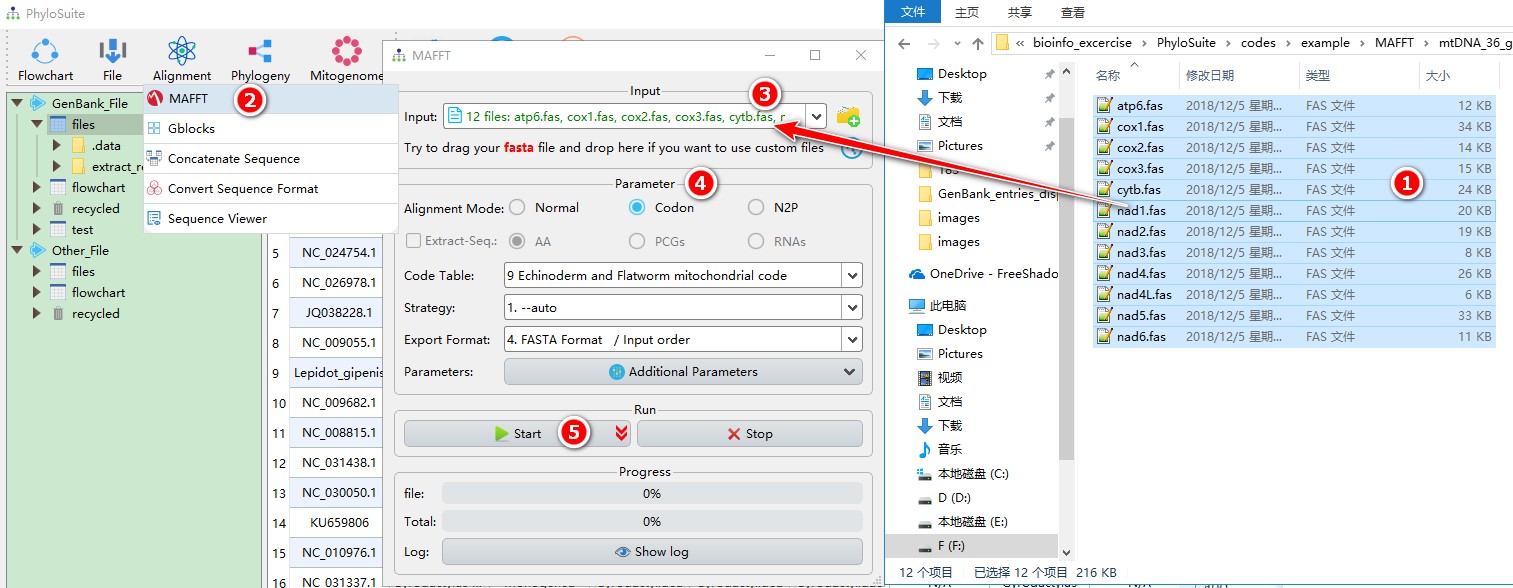 PhyloSuite
Flowchart
File
Alignment
Phylogeny
Mitogenome
MAFFT
2
Gblocks
Concatenate Sequence
Convert Sequence Format
Sequence Viewer
GenBank_File
files
.data
extract_r
flowchart
recycled
test
Other_File
files
flowchart
recycled
5 NC_024754.1
6 NC_026978.1
7 JQ038228.1
8 NC_009055.1
9 Lepidot_gipenis
10 NC_009682.1
11 NC_008815.1
12 NC_031438.1
13 NC_030050.1
14 KU659806
15 NC_010976.1
16 NC_031337.1
MAFFT
Input
3
Input: 12 files: atp6.fas, cox1.fas, cox2.fas, cox3.fas, cytb.fas, r
Try to drag your fasta file and drop here if you want to use custom files
Parameter
4
Alignment Mode: Normal Codon N2P
Extract-Seq.: AA PCGs RNAs
Code Table: 9 Echinoderm and Flatworm mitochondrial code
Strategy: 1. --auto
Export Format: 4. FASTA Format / Input order
Parameters: Additional Parameters
Run
Start
5
Stop
Progress
file: 0%
Total: 0%
Log: Show log
文件 主页 共享 查看
« bioinfo_excercise › PhyloSuite › codes › example › MAFFT › mtDNA_36_g
Desktop
下载
文档
Pictures
GenBank_entries_disp
images
images
OneDrive - FreeShado
此电脑
Desktop
Pictures
视频
文档
下载
音乐
本地磁盘 (C:)
D (D:)
本地磁盘 (E:)
F (F:)
名称 修改日期 类型 大小
atp6.fas 2018/12/5 星期... FAS 文件 12 KB
cox1.fas 2018/12/5 星期... FAS 文件 34 KB
cox2.fas 2018/12/5 星期... FAS 文件 14 KB
cox3.fas 2018/12/5 星期... FAS 文件 15 KB
cytb.fas 2018/12/5 星期... FAS 文件 24 KB
1
nad1.fas 2018/12/5 星期... FAS 文件 20 KB
nad2.fas 2018/12/5 星期... FAS 文件 19 KB
nad3.fas 2018/12/5 星期... FAS 文件 8 KB
nad4.fas 2018/12/5 星期... FAS 文件 26 KB
nad4L.fas 2018/12/5 星期... FAS 文件 6 KB
nad5.fas 2018/12/5 星期... FAS 文件 33 KB
nad6.fas 2018/12/5 星期... FAS 文件 11 KB
12 个项目 已选择 12 个项目 216 KB